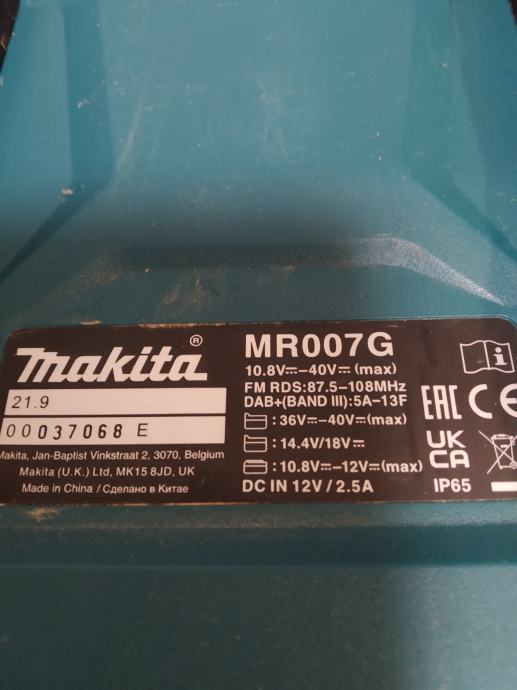 makita®
21.9
00037068 E
Makita, Jan-Baptist Vinkstraat 2, 3070, Belgium
Makita (U.K.) Ltd, MK15 8JD, UK
Made in China / Сделано в Китае
MR007G
10.8V⎓-40V⎓(max)
FM RDS:87.5-108MHz
DAB+(BAND III):5A-13F
:36V⎓-40V⎓(max)
:14.4V/18V⎓
:10.8V⎓-12V⎓(max)
DC IN 12V / 2.5A
i
EAC CE
UK
CA
IP65